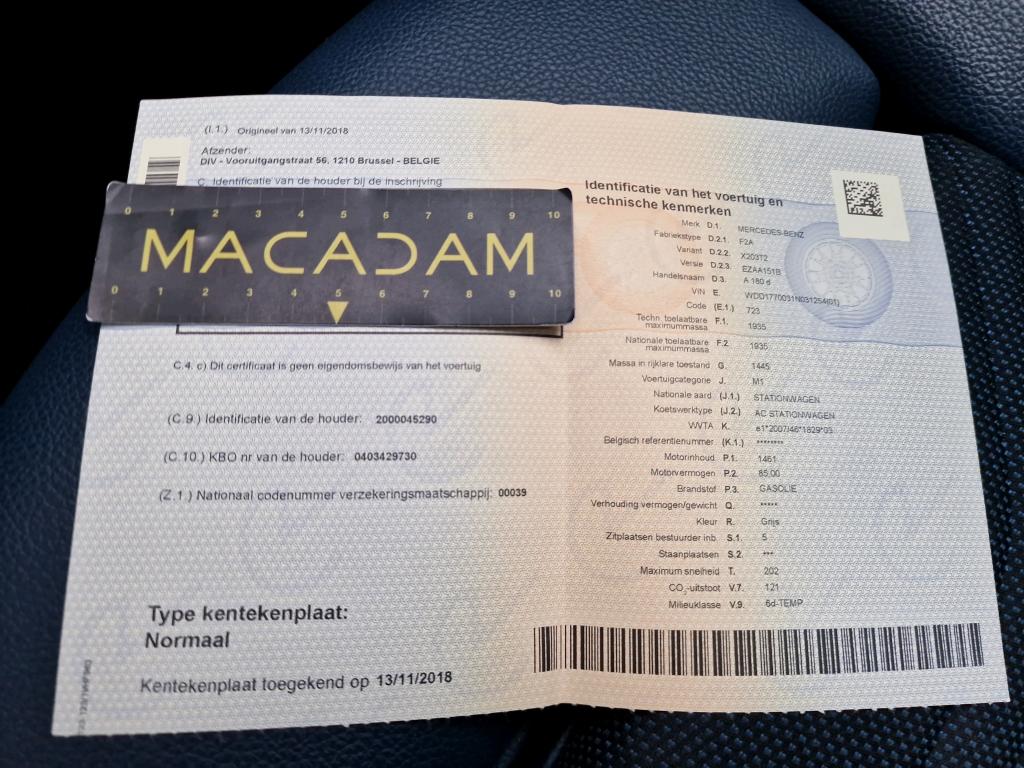 (I.1.) Origineel van 13/11/2018
Afzender:
DIV - Vooruitgangstraat 56, 1210 Brussel - BELGIE
C. Identificatie van de houder bij de inschrijving
0 1 2 3 4 5 6 7 8 9 10
MACADAM
0 1 2 3 4 5 6 7 8 9 10
C.4. c) Dit certificaat is geen eigendomsbewijs van het voertuig
(C.9.) Identificatie van de houder: 2000045290
(C.10.) KBO nr van de houder: 0403429730
(Z.1.) Nationaal codenummer verzekeringsmaatschappij: 00039
Type kentekenplaat:
Normaal
Kentekenplaat toegekend op 13/11/2018
Identificatie van het voertuig en
technische kenmerken
Merk D.1. MERCEDES-BENZ
Fabriekstype D.2.1. F2A
Variant D.2.2. X203T2
Versie D.2.3. EZAA151B
Handelsnaam D.3. A 180 d
VIN E. WDD1770031N031254(61)
Code (E.1.) 723
Techn. toelaatbare
maximummassa F.1. 1935
Nationale toelaatbare
maximummassa F.2. 1935
Massa in rijklare toestand G. 1445
Voertuigcategorie J. M1
Nationale aard (J.1.) STATIONWAGEN
Koetswerktype (J.2.) AC STATIONWAGEN
WVTA K. e1*2007/46*1829*03
Belgisch referentienummer (K.1.) ********
Motorinhoud P.1. 1461
Motorvermogen P.2. 85.00
Brandstof P.3. GASOLIE
Verhouding vermogen/gewicht Q. *****
Kleur R. Grijs
Zitplaatsen bestuurder inb. S.1. 5
Staanplaatsen S.2. ***
Maximum snelheid T. 202
CO2-uitstoot V.7. 121
Milieuklasse V.9. 6d-TEMP